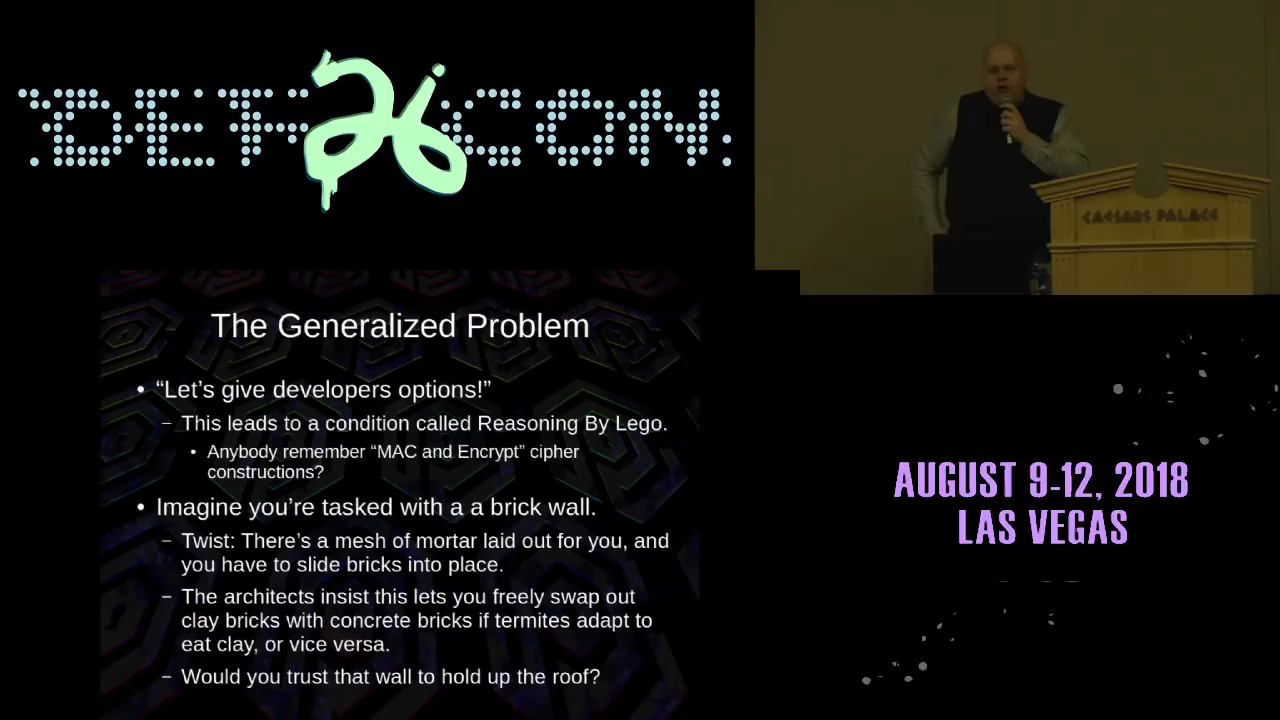 DEF CON
26
CAESARS PALACE
The Generalized Problem
• “Let’s give developers options!”
– This leads to a condition called Reasoning By Lego.
• Anybody remember “MAC and Encrypt” cipher
constructions?
• Imagine you’re tasked with a a brick wall.
– Twist: There’s a mesh of mortar laid out for you, and
you have to slide bricks into place.
– The architects insist this lets you freely swap out
clay bricks with concrete bricks if termites adapt to
eat clay, or vice versa.
– Would you trust that wall to hold up the roof?
AUGUST 9-12, 2018
LAS VEGAS